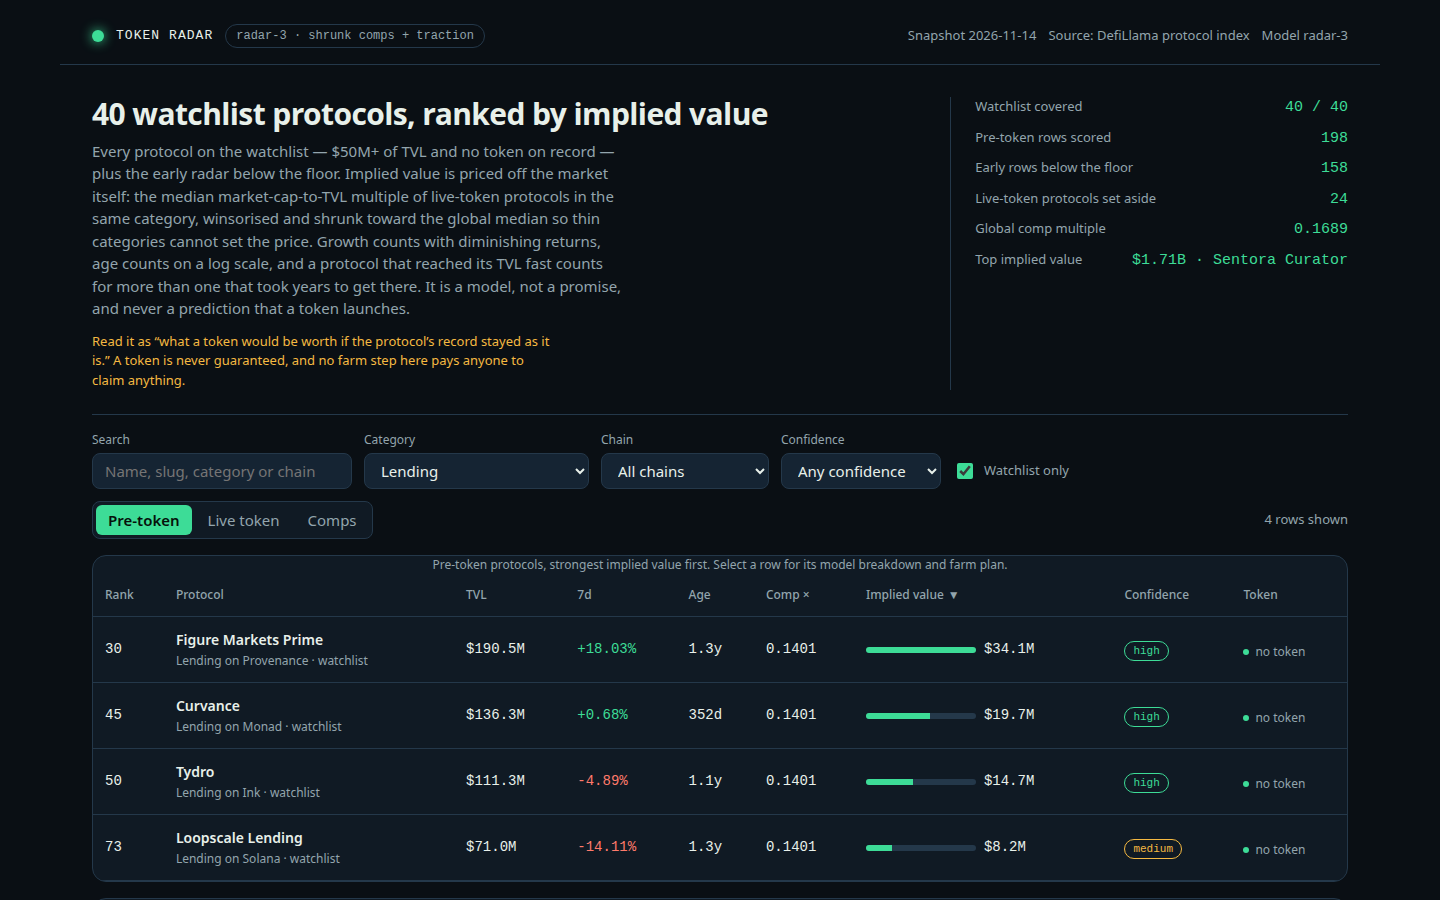 TOKEN RADAR radar-3 · shrunk comps + traction Snapshot 2026-11-14 Source: DefiLlama protocol index Model radar-3
40 watchlist protocols, ranked by implied value
Every protocol on the watchlist — $50M+ of TVL and no token on record —
plus the early radar below the floor. Implied value is priced off the market
itself: the median market-cap-to-TVL multiple of live-token protocols in the
same category, winsorised and shrunk toward the global median so thin
categories cannot set the price. Growth counts with diminishing returns,
age counts on a log scale, and a protocol that reached its TVL fast counts
for more than one that took years to get there. It is a model, not a promise,
and never a prediction that a token launches.
Read it as “what a token would be worth if the protocol’s record stayed as it
is.” A token is never guaranteed, and no farm step here pays anyone to
claim anything.
Watchlist covered 40 / 40
Pre-token rows scored 198
Early rows below the floor 158
Live-token protocols set aside 24
Global comp multiple 0.1689
Top implied value $1.71B · Sentora Curator
Search Category Chain Confidence
Name, slug, category or chain Lending All chains Any confidence Watchlist only
Pre-token Live token Comps 4 rows shown
Pre-token protocols, strongest implied value first. Select a row for its model breakdown and farm plan.
Rank Protocol TVL 7d Age Comp × Implied value ▼ Confidence Token
30 Figure Markets Prime $190.5M +18.03% 1.3y 0.1401 $34.1M high no token
Lending on Provenance · watchlist
45 Curvance $136.3M +0.68% 352d 0.1401 $19.7M high no token
Lending on Monad · watchlist
50 Tydro $111.3M -4.89% 1.1y 0.1401 $14.7M high no token
Lending on Ink · watchlist
73 Loopscale Lending $71.0M -14.11% 1.3y 0.1401 $8.2M medium no token
Lending on Solana · watchlist